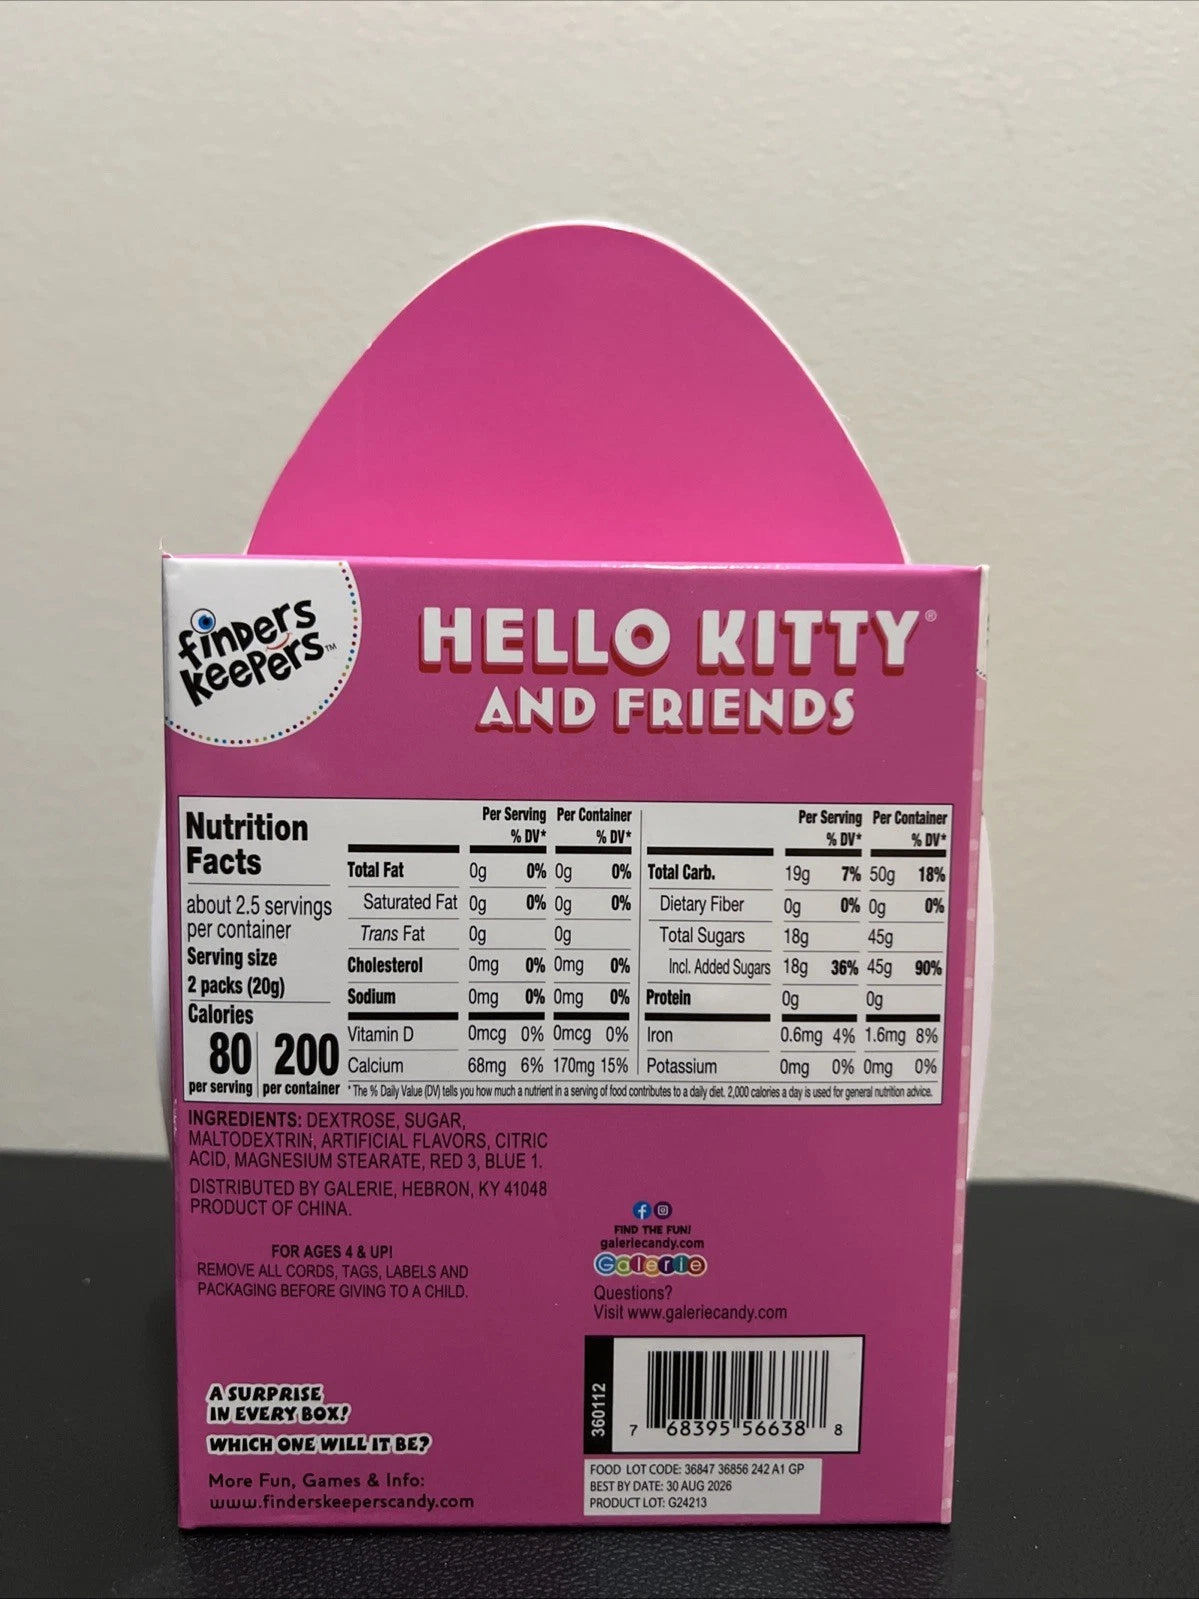 finders
keepers™
HELLO KITTY®
AND FRIENDS
Nutrition
Facts
about 2.5 servings
per container
Serving size
2 packs (20g)
Calories
80 200
per serving per container
Per Serving Per Container
% DV* % DV*
Total Fat 0g 0% 0g 0%
Saturated Fat 0g 0% 0g 0%
Trans Fat 0g 0g
Cholesterol 0mg 0% 0mg 0%
Sodium 0mg 0% 0mg 0%
Vitamin D 0mcg 0% 0mcg 0%
Calcium 68mg 6% 170mg 15%
Per Serving Per Container
% DV* % DV*
Total Carb. 19g 7% 50g 18%
Dietary Fiber 0g 0% 0g 0%
Total Sugars 18g 45g
Incl. Added Sugars 18g 36% 45g 90%
Protein 0g 0g
Iron 0.6mg 4% 1.6mg 8%
Potassium 0mg 0% 0mg 0%
* The % Daily Value (DV) tells you how much a nutrient in a serving of food contributes to a daily diet. 2,000 calories a day is used for general nutrition advice.
INGREDIENTS: DEXTROSE, SUGAR,
MALTODEXTRIN, ARTIFICIAL FLAVORS, CITRIC
ACID, MAGNESIUM STEARATE, RED 3, BLUE 1.
DISTRIBUTED BY GALERIE, HEBRON, KY 41048
PRODUCT OF CHINA.
FOR AGES 4 & UP!
REMOVE ALL CORDS, TAGS, LABELS AND
PACKAGING BEFORE GIVING TO A CHILD.
A SURPRISE
IN EVERY BOX!
WHICH ONE WILL IT BE?
More Fun, Games & Info:
www.finderskeeperscandy.com
FIND THE FUN!
galeriecandy.com
Galerie
Questions?
Visit www.galeriecandy.com
360112
7 68395 56638 8
FOOD LOT CODE: 36847 36856 242 A1 GP
BEST BY DATE: 30 AUG 2026
PRODUCT LOT: G24213